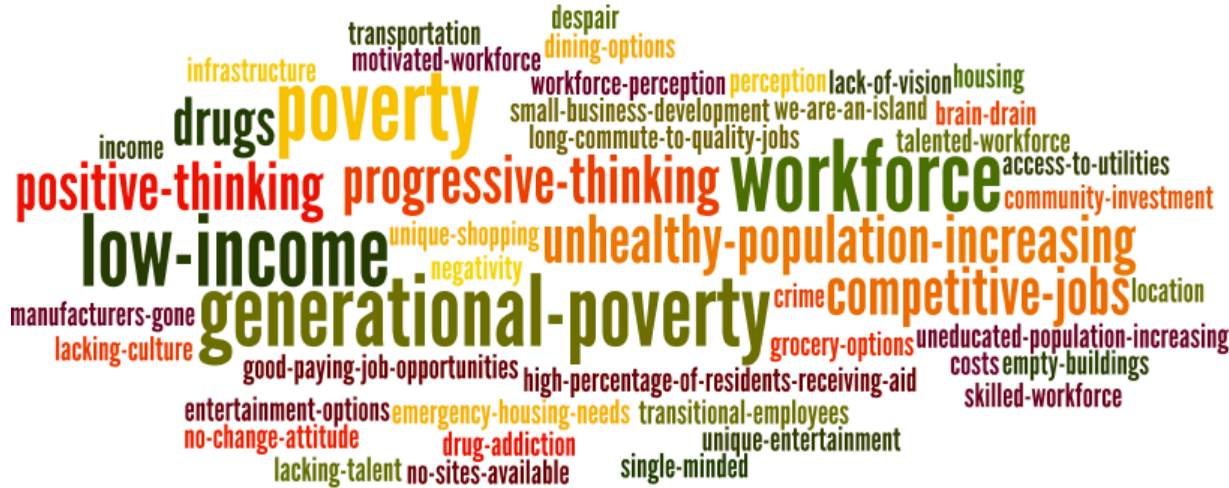 despair
transportation
dining-options
motivated-workforce
infrastructure
workforce-perception
perception
lack-of-vision
housing
poverty
drugs
small-business-development
we-are-an-island
brain-drain
long-commute-to-quality-jobs
talented-workforce
income
positive-thinking
progressive-thinking
workforce
access-to-utilities
community-investment
low-income
unique-shopping
unhealthy-population-increasing
negativity
generational-poverty
crime
competitive-jobs
location
manufacturers-gone
lacking-culture
grocery-options
uneducated-population-increasing
good-paying-job-opportunities
high-percentage-of-residents-receiving-aid
costs
empty-buildings
skilled-workforce
entertainment-options
emergency-housing-needs
transitional-employees
no-change-attitude
drug-addiction
unique-entertainment
lacking-talent
no-sites-available
single-minded